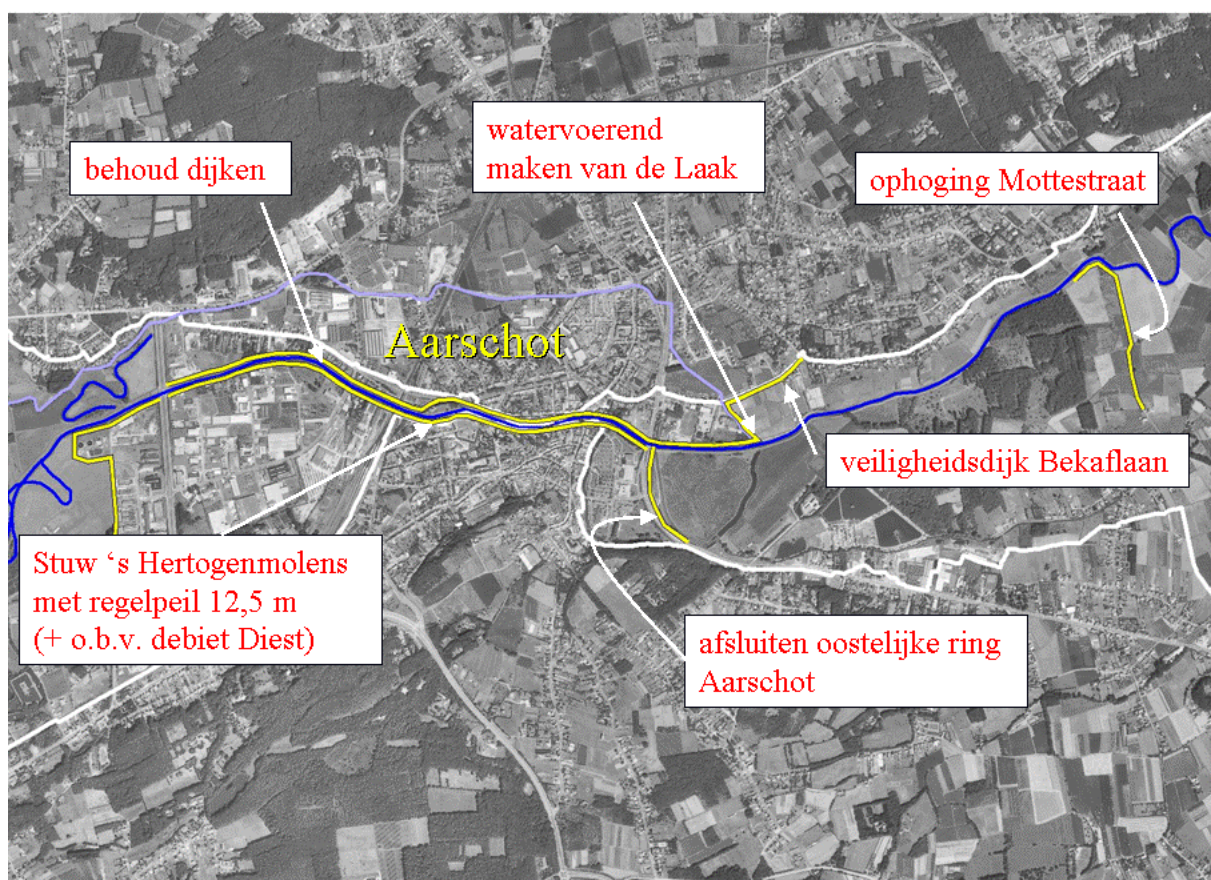 watervoerend
maken van de Laak
behoud dijken
ophoging Mottestraat
Aarschot
veiligheidsdijk Bekaflaan
Stuw ‘s Hertogenmolens
met regelpeil 12,5 m
(+ o.b.v. debiet Diest)
afsluiten oostelijke ring
Aarschot